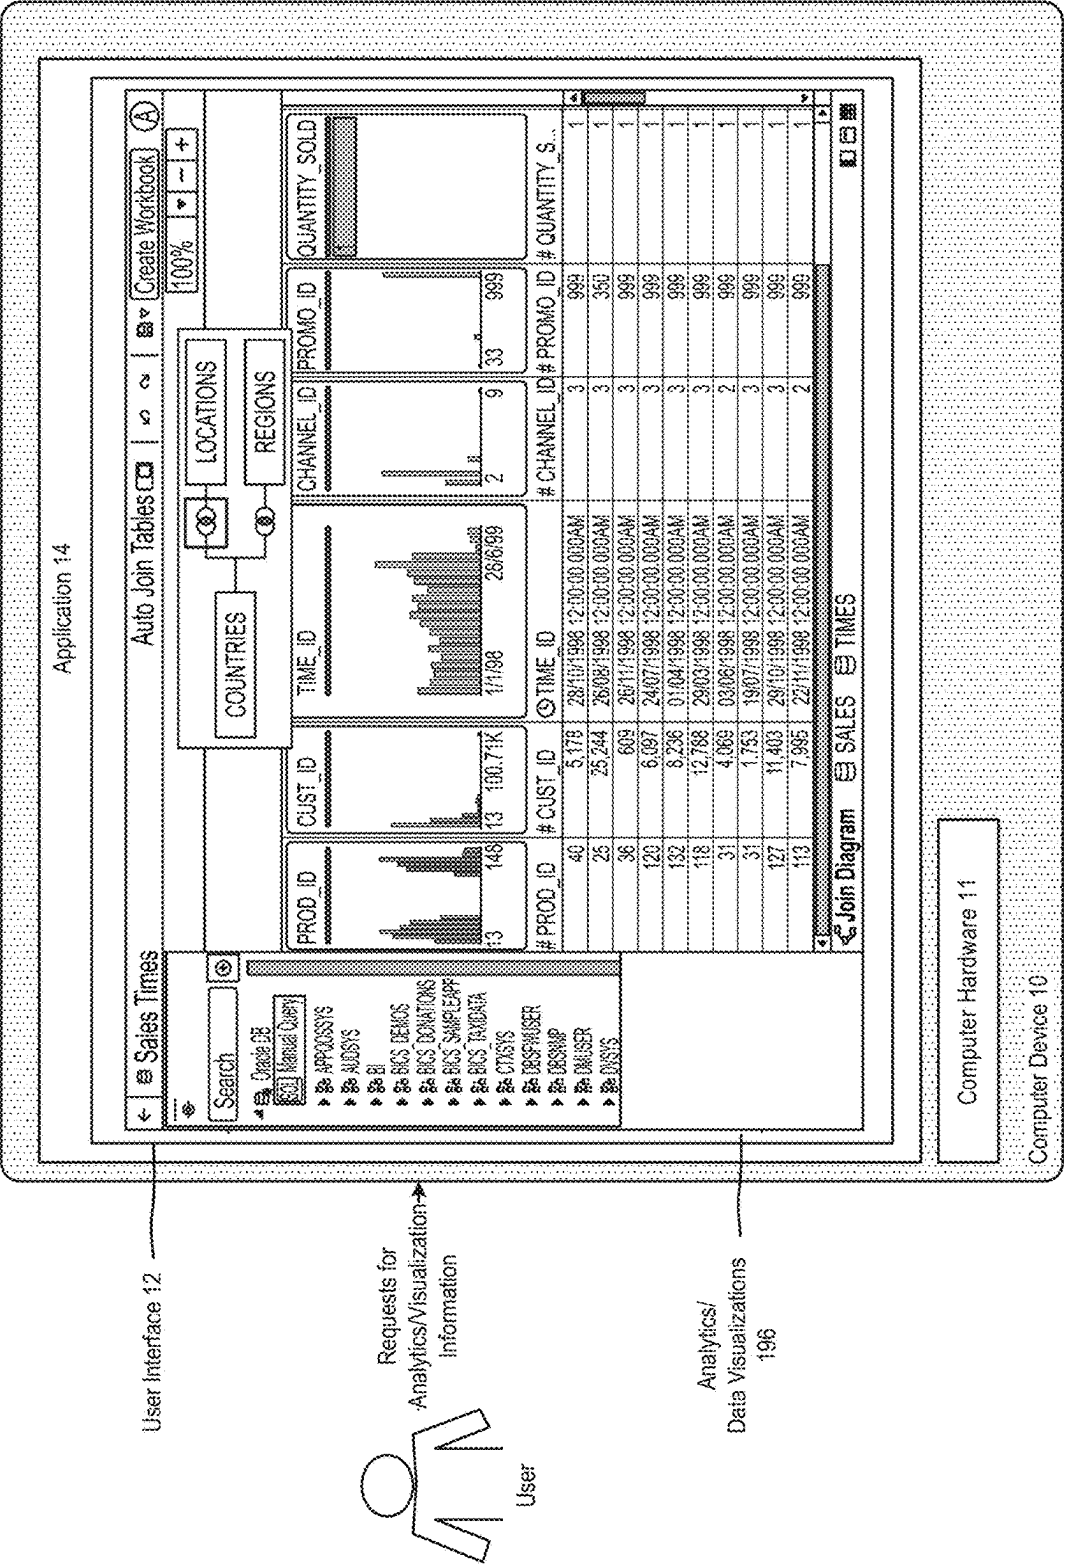 Application 14
← Sales Times
Auto Join Tables
Create Workbook
A
100% ▾ − +
Search
Oracle DB
SQL Manual Query
APPQOSSYS
AUDSYS
BI
BICS_DEMOS
BICS_DONATIONS
BICS_SAMPLEAPP
BICS_TAXIDATA
CTXSYS
DBSFWUSER
DBSNMP
DMUSER
DVSYS
COUNTRIES
LOCATIONS
REGIONS
PROD_ID CUST_ID TIME_ID CHANNEL_ID PROMO_ID QUANTITY_SOLD
13 148 13 100.71K 1/1/98 2 9 33 999
# PROD_ID # CUST_ID TIME_ID # CHANNEL_ID # PROMO_ID # QUANTITY_S...
40 5,179 28/10/1998 12:00:00.000AM 3 999 1
25 25,244 26/08/1998 12:00:00.000AM 3 350 1
36 609 26/11/1998 12:00:00.000AM 3 999 1
120 6,097 24/07/1998 12:00:00.000AM 3 999 1
132 8,236 01/04/1998 12:00:00.000AM 3 999 1
118 12,788 29/03/1998 12:00:00.000AM 3 999 1
31 4,069 03/06/1998 12:00:00.000AM 2 999 1
31 1,753 19/07/1998 12:00:00.000AM 3 999 1
127 11,403 29/10/1998 12:00:00.000AM 3 999 1
113 7,995 22/11/1998 12:00:00.000AM 2 999 1
Join Diagram SALES TIMES
Computer Hardware 11
Computer Device 10
User Interface 12
Requests for
Analytics/Visualization
Information
Analytics/
Data Visualizations
196
User